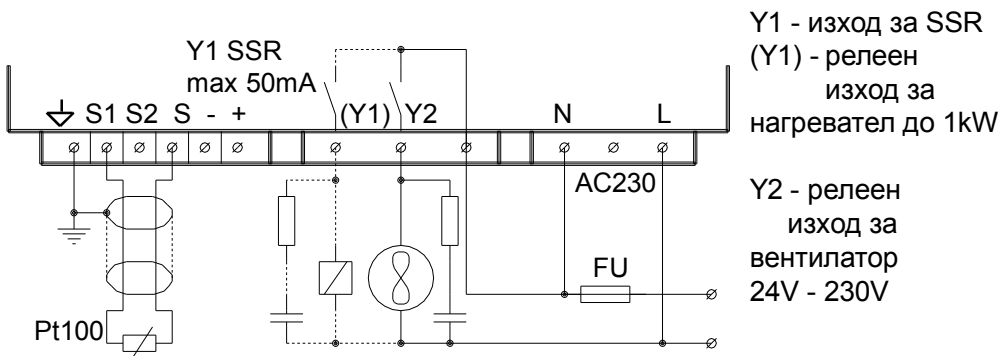 Y1 SSR
max 50mA
S1 S2 S - +
(Y1) Y2
N
L
AC230
FU
Pt100
Y1 - изход за SSR
(Y1) - релеен
изход за
нагревател до 1kW
Y2 - релеен
изход за
вентилатор
24V - 230V